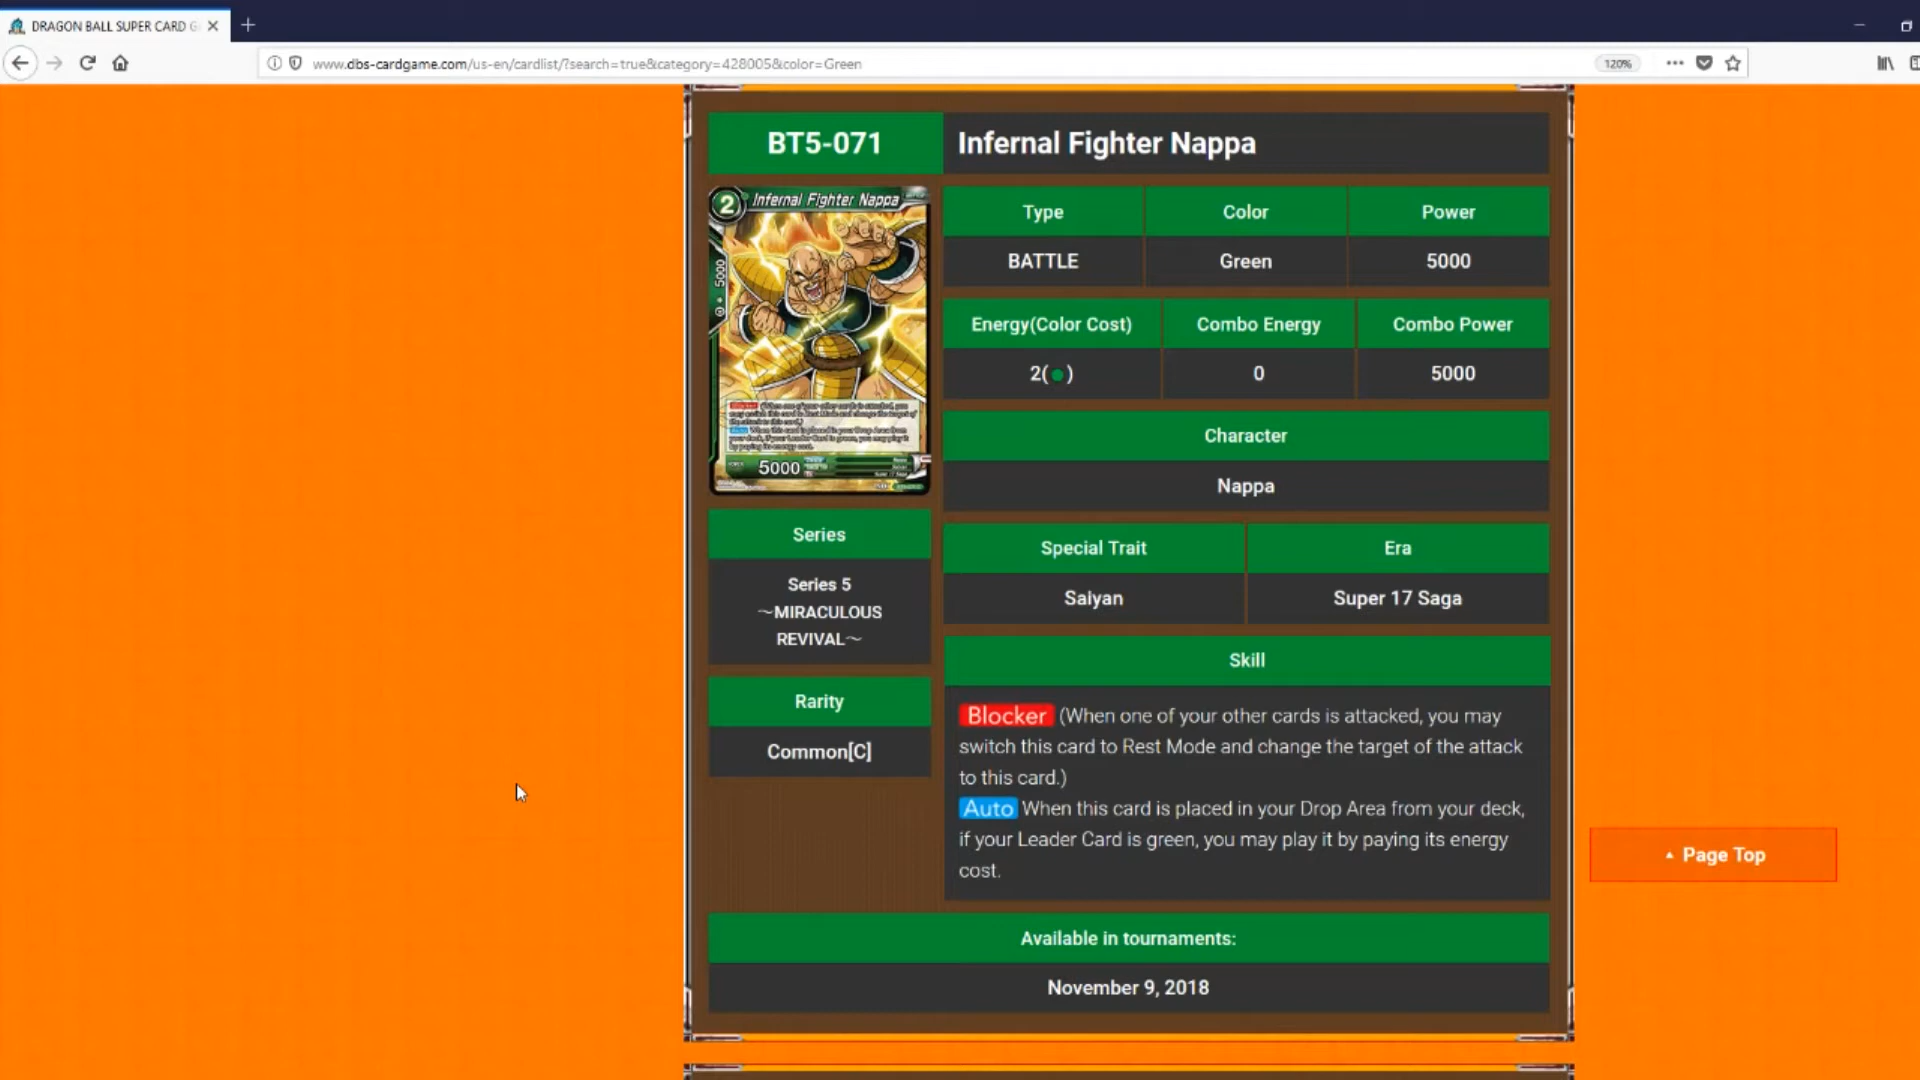 DRAGON BALL SUPER CARD G
www.dbs-cardgame.com/us-en/cardlist/?search=true&category=428005&color=Green
120%
BT5-071
Infernal Fighter Nappa
2
Infernal Fighter Nappa
5000
5000
Type
Color
Power
BATTLE
Green
5000
Energy(Color Cost)
Combo Energy
Combo Power
2( )
0
5000
Character
Nappa
Series
Series 5
～MIRACULOUS
REVIVAL～
Special Trait
Era
Saiyan
Super 17 Saga
Rarity
Common[C]
Skill
Blocker (When one of your other cards is attacked, you may
switch this card to Rest Mode and change the target of the attack
to this card.)
Auto When this card is placed in your Drop Area from your deck,
if your Leader Card is green, you may play it by paying its energy
cost.
Page Top
Available in tournaments:
November 9, 2018